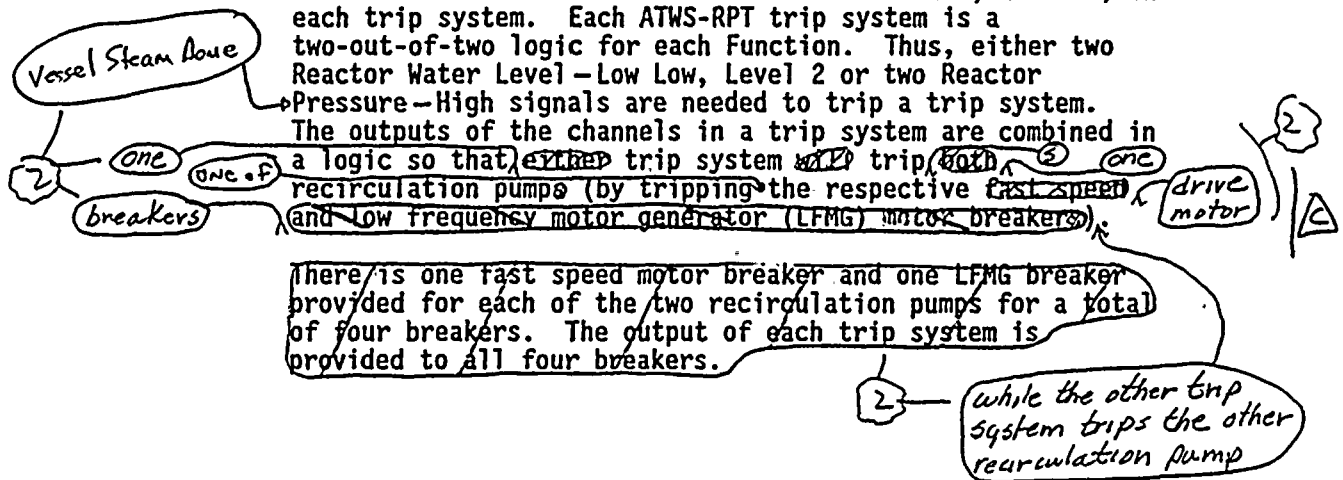 each trip system. Each ATWS-RPT trip system is a
two-out-of-two logic for each Function. Thus, either two
Vessel Steam Dome
Reactor Water Level—Low Low, Level 2 or two Reactor
Pressure—High signals are needed to trip a trip system.
The outputs of the channels in a trip system are combined in
2
2 one a logic so that either trip system will trip both s one
one of recirculation pumps (by tripping the respective fast speed drive motor
breakers and low frequency motor generator (LFMG) motor breakers) C
There is one fast speed motor breaker and one LFMG breaker
provided for each of the two recirculation pumps for a total
of four breakers. The output of each trip system is
provided to all four breakers.
2 while the other trip
system trips the other
recirculation pump